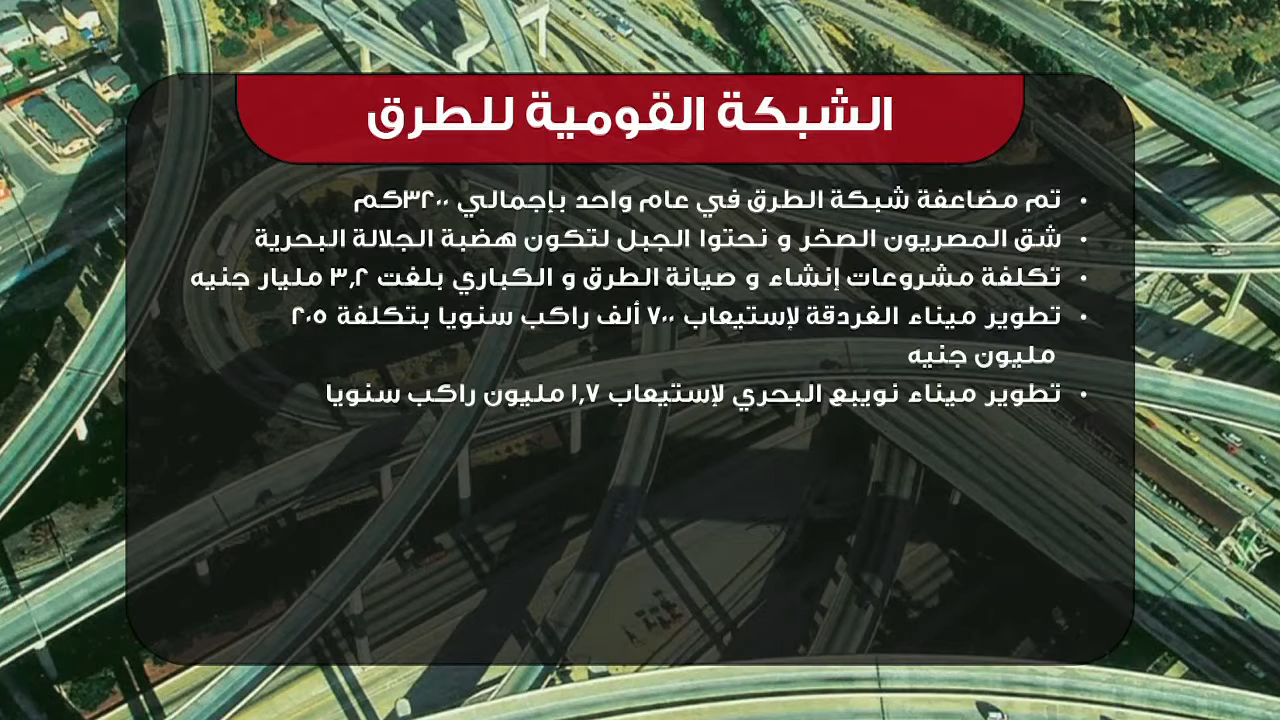 الشبكة القومية للطرق
• تم مضاعفة شبكة الطرق في عام واحد بإجمالي ٣٢٠٠كم
• شق المصريون الصخر و نحتوا الجبل لتكون هضبة الجلالة البحرية
• تكلفة مشروعات إنشاء و صيانة الطرق و الكباري بلغت ٣,٢ مليار جنيه
• تطوير ميناء الغردقة لإستيعاب ٧٠٠ ألف راكب سنويا بتكلفة ٢٠٥
مليون جنيه
• تطوير ميناء نويبع البحري لإستيعاب ١,٧ مليون راكب سنويا